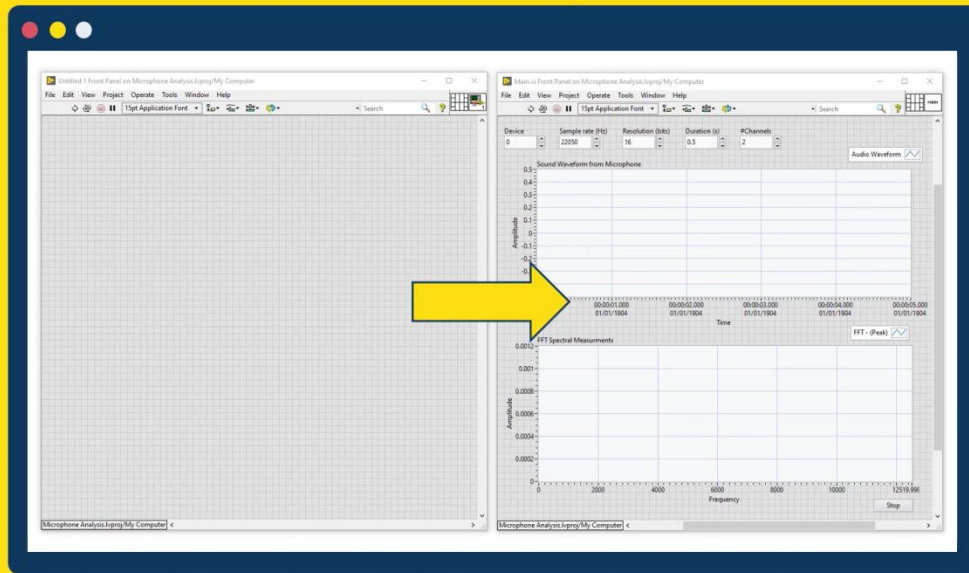 Untitled 1 Front Panel on Microphone Analysis.lvproj/My Computer
File Edit View Project Operate Tools Window Help
15pt Application Font
Search
Microphone Analysis.lvproj/My Computer
Main.vi Front Panel on Microphone Analysis.lvproj/My Computer
File Edit View Project Operate Tools Window Help
15pt Application Font
Search
MAIN
Device Sample rate (Hz) Resolution (bits) Duration (s) #Channels
0 22050 16 0.5 2
Audio Waveform
Sound Waveform from Microphone
0.5
0.4
0.3
0.2
0.1
0
-0.1
-0.2
Amplitude
00:00:01.000 00:00:02.000 00:00:03.000 00:00:04.000 00:00:05.000
01/01/1904 01/01/1904 01/01/1904 01/01/1904 01/01/1904
Time
FFT - (Peak)
FFT Spectral Measurments
0.0012
0.001
0.0008
0.0006
0.0004
0.0002
0
Amplitude
0 2000 4000 6000 8000 10000 12519.998
Frequency
Stop
Microphone Analysis.lvproj/My Computer